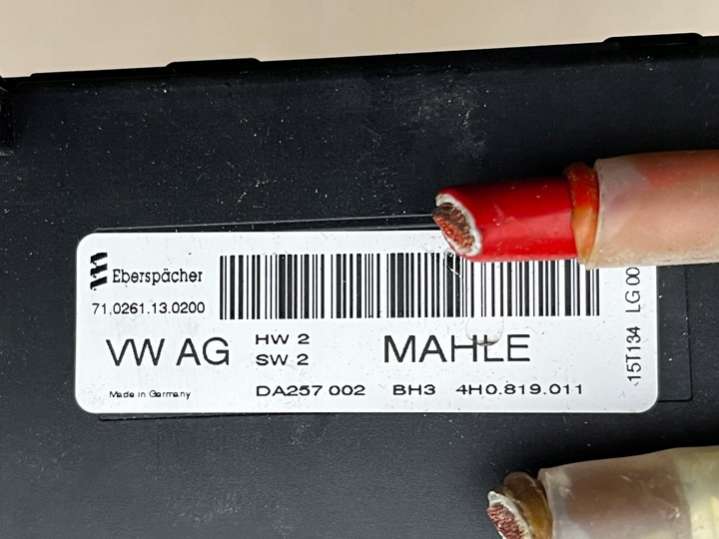 Eberspächer
71.0261.13.0200
VW AG
HW 2
SW 2
MAHLE
Made in Germany
DA257 002 BH3 4H0.819.011
15T134 LG 00